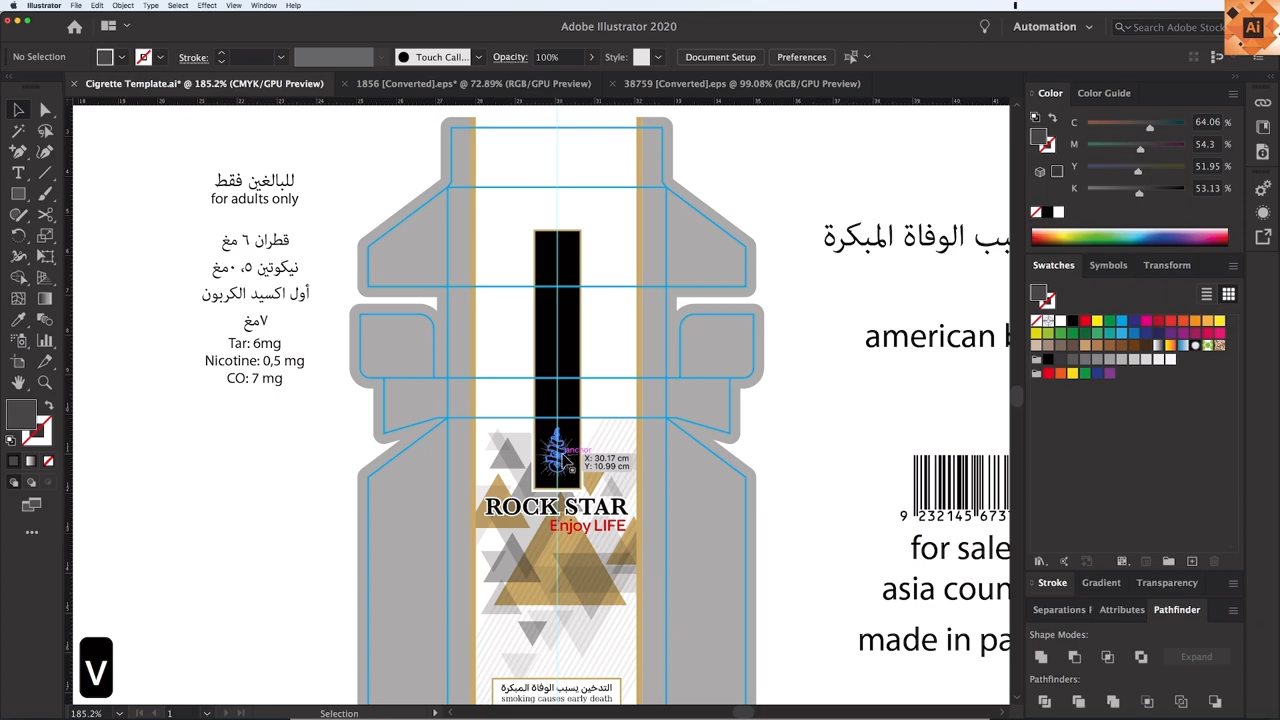 Illustrator File Edit Object Type Select Effect View Window Help
Adobe Illustrator 2020
Automation
Search Adobe Stock
Ai
No Selection
Stroke:
Touch Call...
Opacity: 100%
Style:
Document Setup
Preferences
Cigrette Template.ai* @ 185.2% (CMYK/GPU Preview)
1856 [Converted].eps* @ 72.89% (RGB/GPU Preview)
38759 [Converted].eps @ 99.08% (RGB/GPU Preview)
للبالغين فقط
for adults only
قطران ٦ مغ
نيكوتين ٠،٥مغ
أول اكسيد الكربون
٧مغ
Tar: 6mg
Nicotine: 0,5 mg
CO: 7 mg
anchor
X: 30.17 cm
Y: 10.99 cm
ROCK STAR
Enjoy LIFE
التدخين يسبب الوفاة المبكرة
smoking causes early death
الوفاة المبكرة
american
9 232145
for sale
asia
made in
V
Color
Color Guide
C 64.06 %
M 54.3 %
Y 51.95 %
K 53.13 %
Swatches
Symbols
Transform
Stroke
Gradient
Transparency
Attributes
Pathfinder
Shape Modes:
Expand
Pathfinders:
185.2%
1
Selection